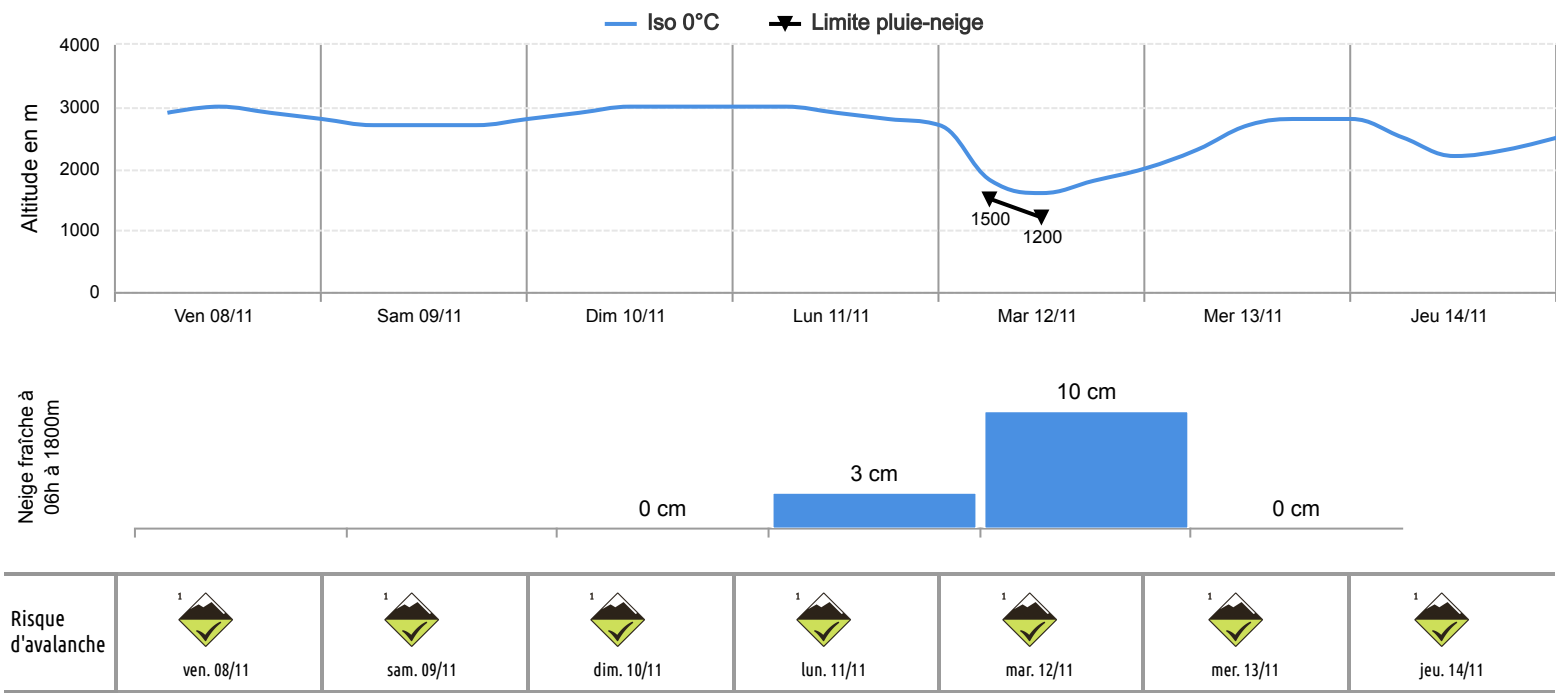 Iso 0°C Limite pluie-neige
Altitude en m
4000
3000
2000
1000
0
1500
1200
Ven 08/11 Sam 09/11 Dim 10/11 Lun 11/11 Mar 12/11 Mer 13/11 Jeu 14/11
Neige fraîche à
06h à 1800m
0 cm 3 cm 10 cm 0 cm
Risque
d'avalanche
1 1 1 1 1 1 1
ven. 08/11 sam. 09/11 dim. 10/11 lun. 11/11 mar. 12/11 mer. 13/11 jeu. 14/11